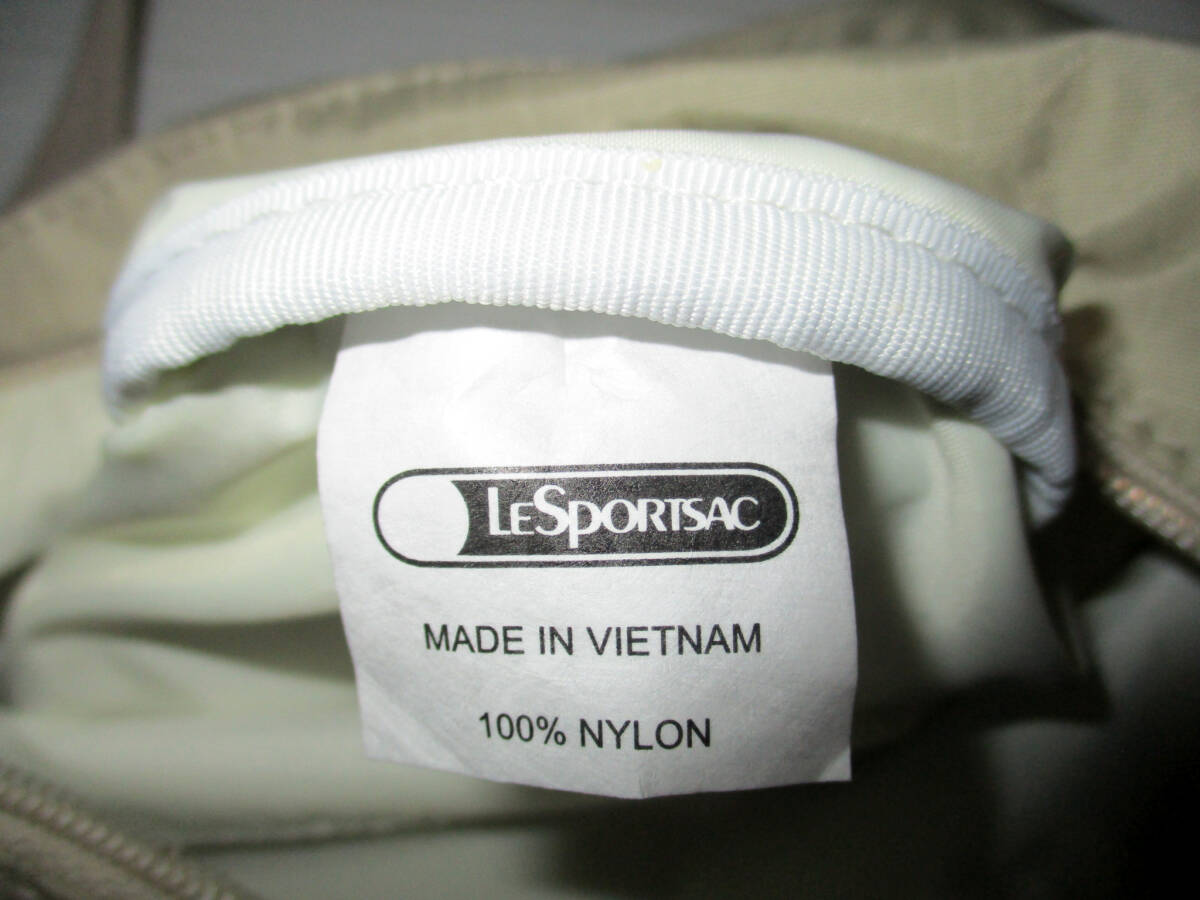 LESPORTSAC
MADE IN VIETNAM
100% NYLON